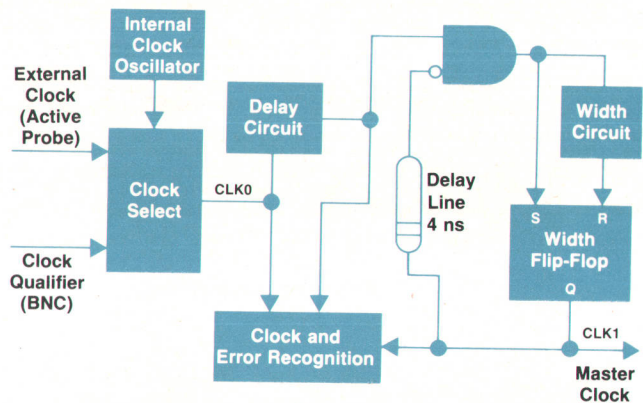 Internal
Clock
Oscillator
External
Clock
(Active
Probe)
Delay
Circuit
Width
Circuit
Clock
Select
CLK0
Delay
Line
4 ns
S
R
Width
Flip-Flop
Q
Clock
Qualifier
(BNC)
Clock and
Error Recognition
CLK1
Master
Clock